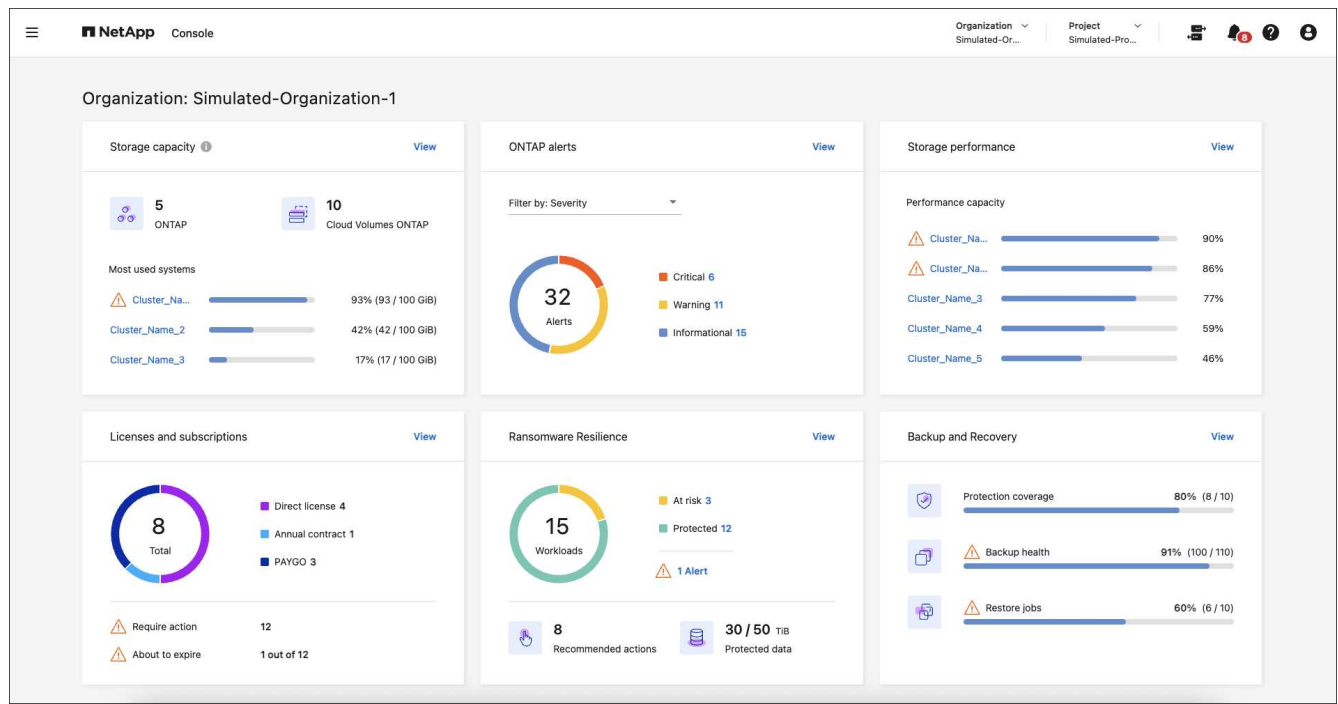 NetApp Console
Organization
Simulated-Or...
Project
Simulated-Pro...
8
Organization: Simulated-Organization-1
Storage capacity View
5
ONTAP
10
Cloud Volumes ONTAP
Most used systems
Cluster_Na... 93% (93 / 100 GiB)
Cluster_Name_2 42% (42 / 100 GiB)
Cluster_Name_3 17% (17 / 100 GiB)
ONTAP alerts View
Filter by: Severity
32
Alerts
Critical 6
Warning 11
Informational 15
Storage performance View
Performance capacity
Cluster_Na... 90%
Cluster_Na... 86%
Cluster_Name_3 77%
Cluster_Name_4 59%
Cluster_Name_5 46%
Licenses and subscriptions View
8
Total
Direct license 4
Annual contract 1
PAYGO 3
Require action 12
About to expire 1 out of 12
Ransomware Resilience View
15
Workloads
At risk 3
Protected 12
1 Alert
8
Recommended actions
30 / 50 TiB
Protected data
Backup and Recovery View
Protection coverage 80% (8 / 10)
Backup health 91% (100 / 110)
Restore jobs 60% (6 / 10)